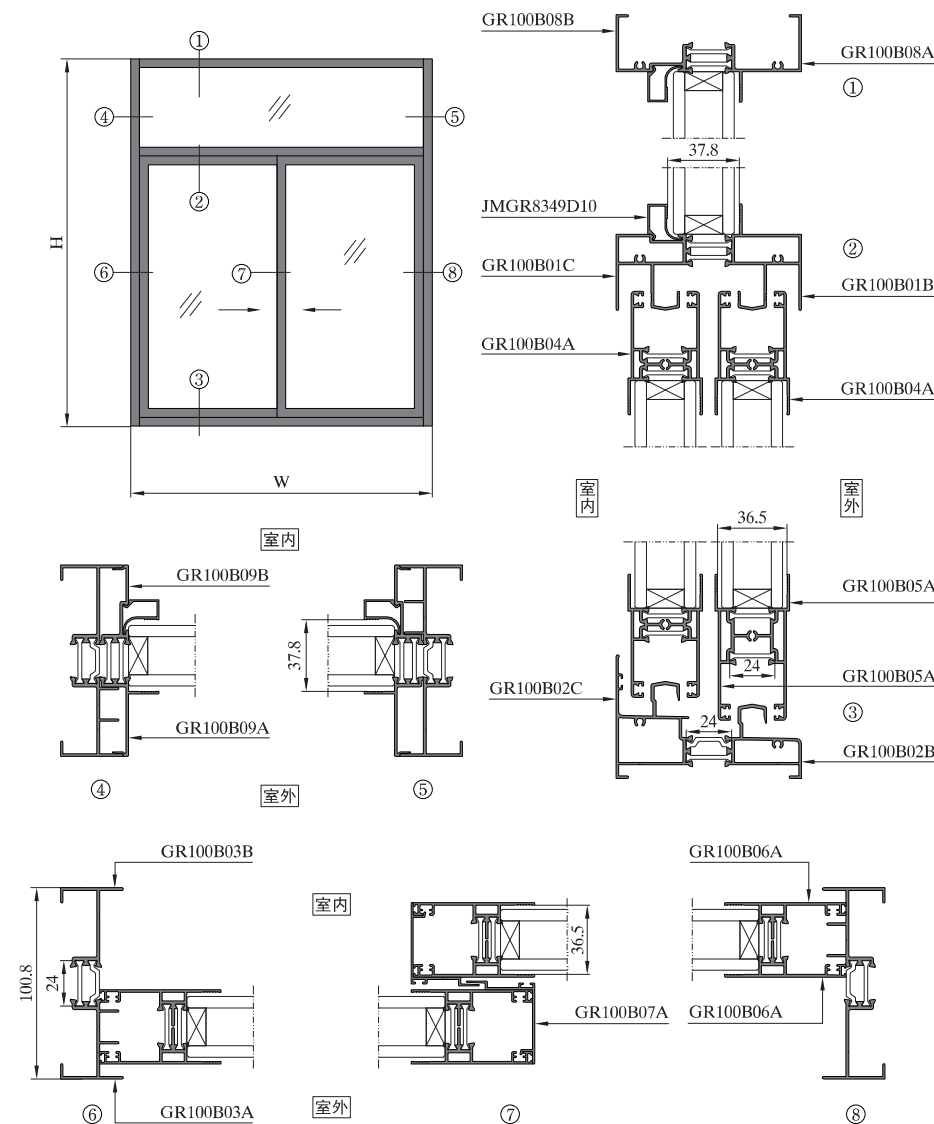 ①
④
⑤
②
⑥
⑦
⑧
③
H
W
GR100B08B
GR100B08A
①
37.8
JMGR8349D10
②
GR100B01C
GR100B01B
GR100B04A
GR100B04A
室内
室外
36.5
GR100B05A
24
GR100B05A
GR100B02C
24
③
GR100B02B
室内
GR100B09B
37.8
GR100B09A
④
⑤
室外
GR100B03B
100.8
24
GR100B03A
⑥
室内
36.5
GR100B07A
室外
⑦
GR100B06A
GR100B06A
⑧